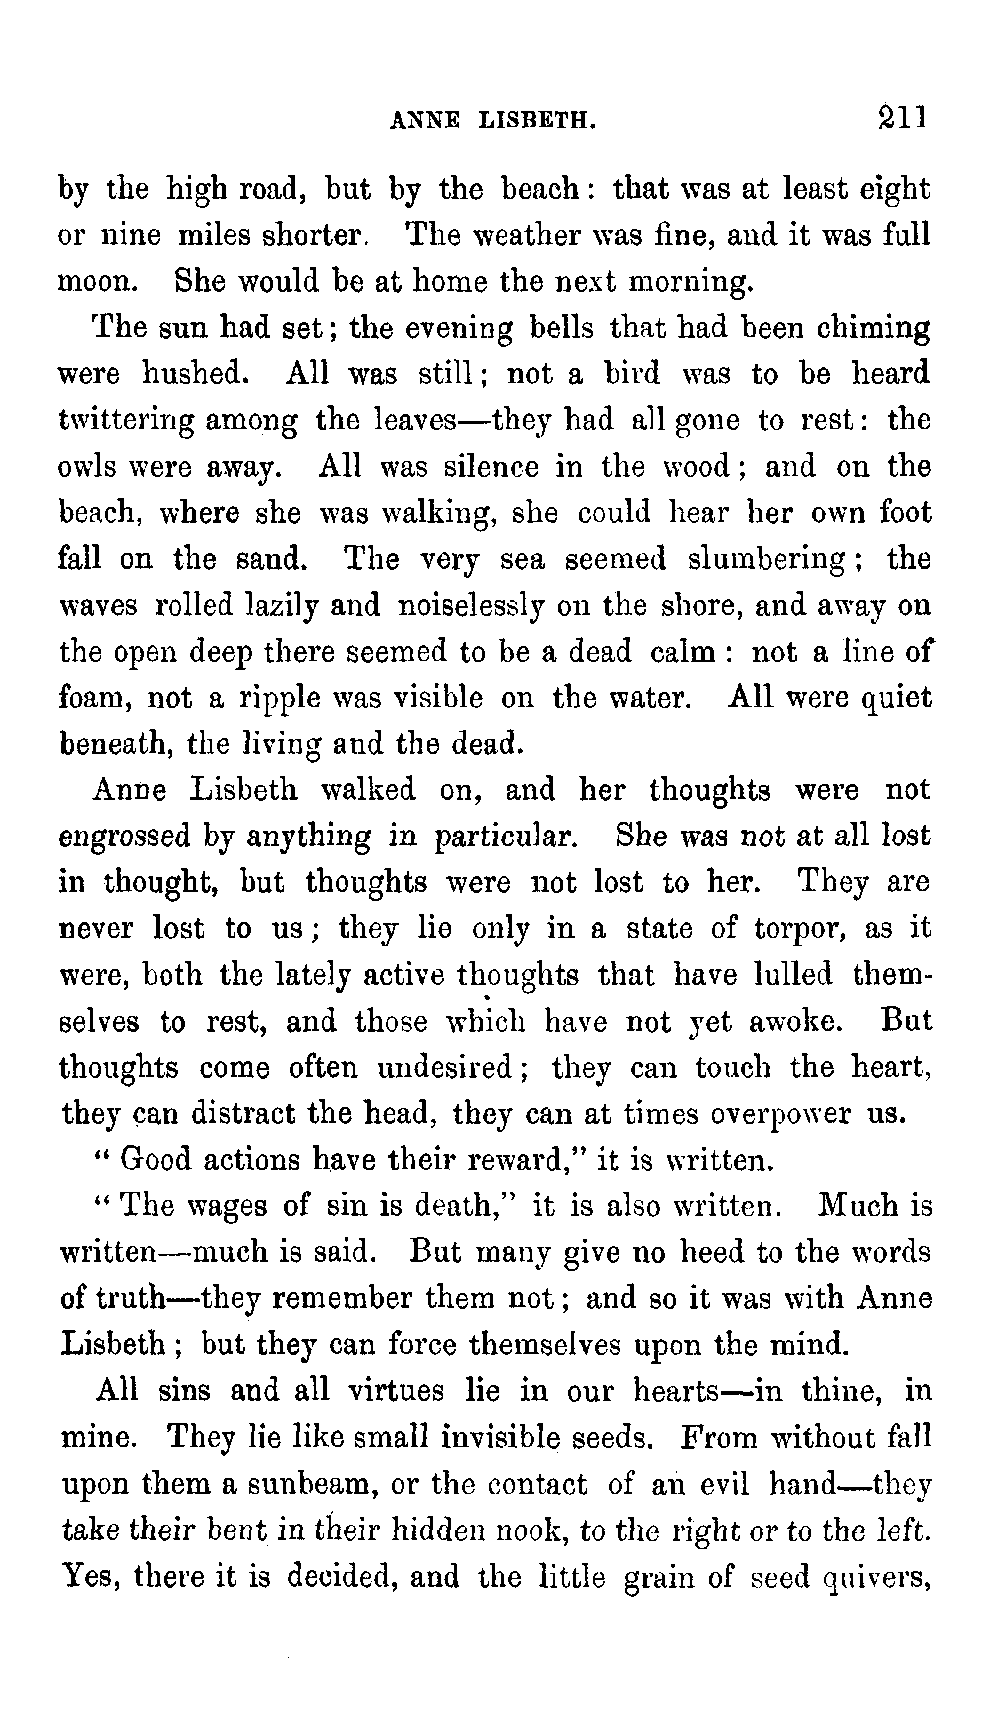 ANNE LISBETH. 211
by the high road, but by the beach: that was at least eight
or nine miles shorter. The weather was fine, and it was full
moon. She would be at home the next morning.
The sun had set; the evening bells that had been chiming
were hushed. All was still; not a bird was to be heard
twittering among the leaves—they had all gone to rest: the
owls were away. All was silence in the wood; and on the
beach, where she was walking, she could hear her own foot
fall on the sand. The very sea seemed slumbering; the
waves rolled lazily and noiselessly on the shore, and away on
the open deep there seemed to be a dead calm: not a line of
foam, not a ripple was visible on the water. All were quiet
beneath, the living and the dead.
Anne Lisbeth walked on, and her thoughts were not
engrossed by anything in particular. She was not at all lost
in thought, but thoughts were not lost to her. They are
never lost to us; they lie only in a state of torpor, as it
were, both the lately active thoughts that have lulled them-
selves to rest, and those which have not yet awoke. But
thoughts come often undesired; they can touch the heart,
they can distract the head, they can at times overpower us.
"Good actions have their reward," it is written.
"The wages of sin is death," it is also written. Much is
written—much is said. But many give no heed to the words
of truth—they remember them not; and so it was with Anne
Lisbeth; but they can force themselves upon the mind.
All sins and all virtues lie in our hearts—in thine, in
mine. They lie like small invisible seeds. From without fall
upon them a sunbeam, or the contact of an evil hand—they
take their bent in their hidden nook, to the right or to the left.
Yes, there it is decided, and the little grain of seed quivers,